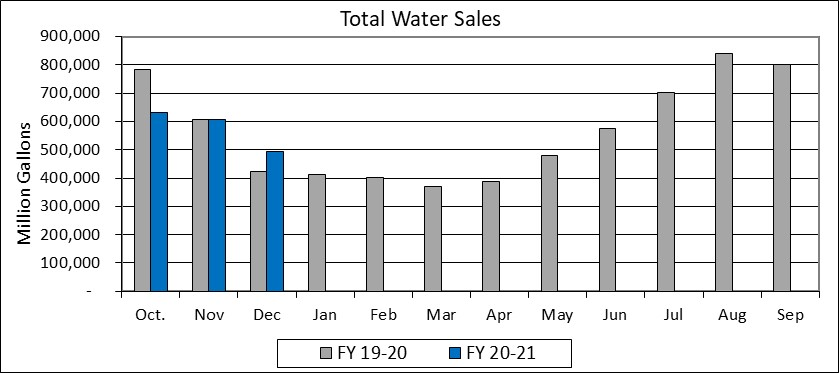 Total Water Sales
Million Gallons
900,000
800,000
700,000
600,000
500,000
400,000
300,000
200,000
100,000
-
Oct. Nov Dec Jan Feb Mar Apr May Jun Jul Aug Sep
FY 19-20 FY 20-21